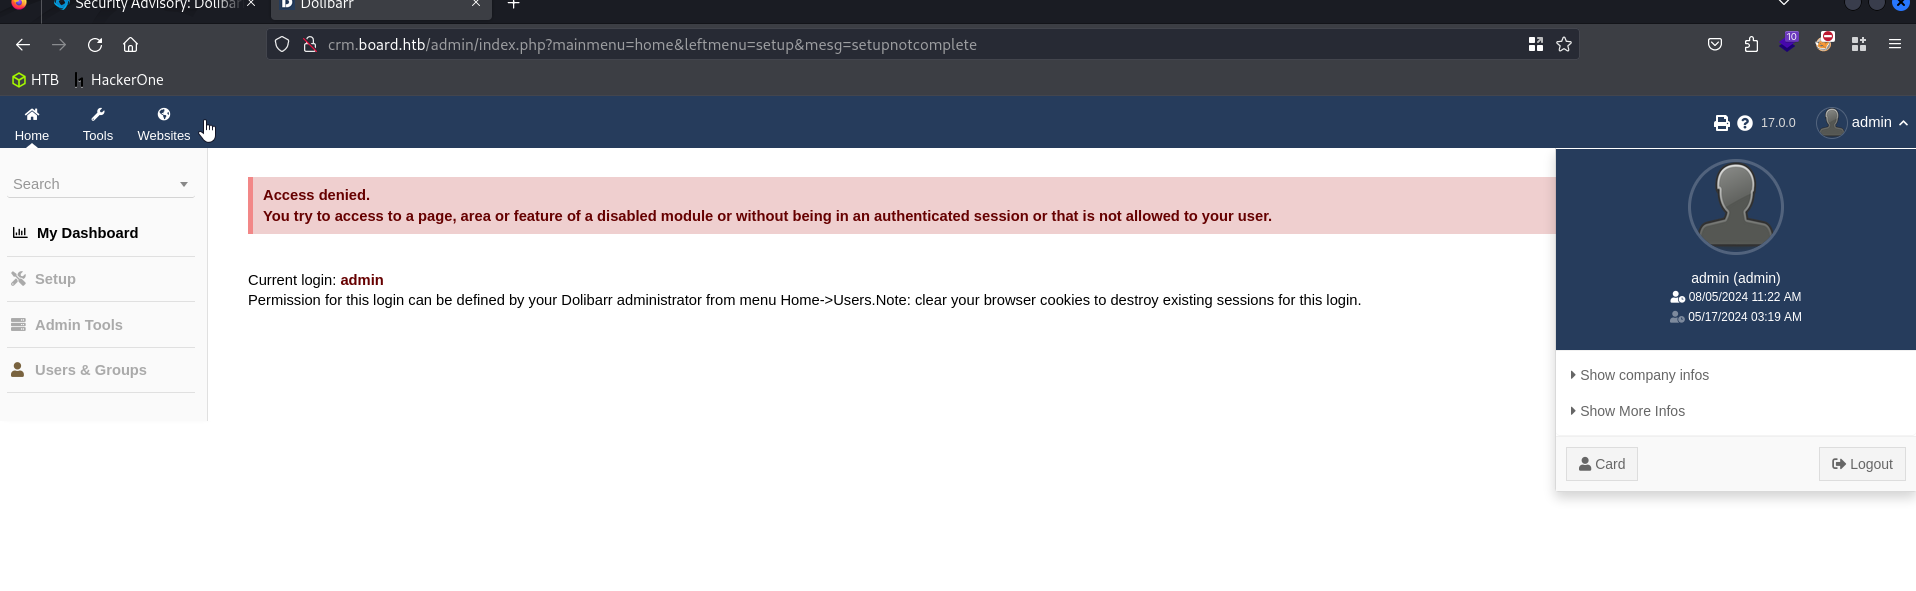 Security Advisory: Doliba
Dolibarr
crm.board.htb/admin/index.php?mainmenu=home&leftmenu=setup&mesg=setupnotcomplete
10
HTB
HackerOne
Home
Tools
Websites
17.0.0
admin
Search
My Dashboard
Setup
Admin Tools
Users & Groups
Access denied.
You try to access to a page, area or feature of a disabled module or without being in an authenticated session or that is not allowed to your user.
Current login: admin
Permission for this login can be defined by your Dolibarr administrator from menu Home->Users.Note: clear your browser cookies to destroy existing sessions for this login.
admin (admin)
08/05/2024 11:22 AM
05/17/2024 03:19 AM
Show company infos
Show More Infos
Card
Logout